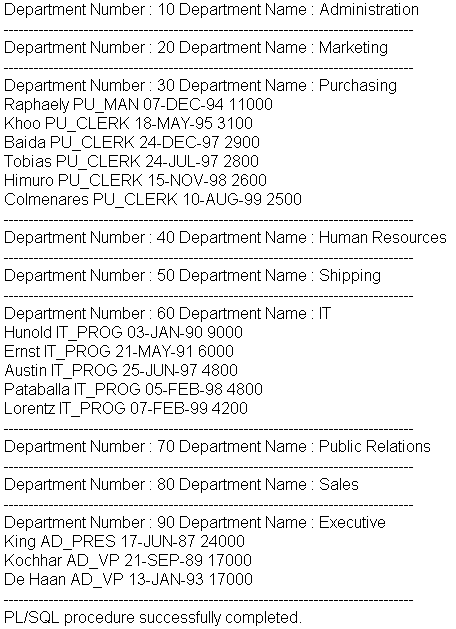 Department Number : 10 Department Name : Administration
--------------------------------------------------------------------------------
Department Number : 20 Department Name : Marketing
--------------------------------------------------------------------------------
Department Number : 30 Department Name : Purchasing
Raphaely PU_MAN 07-DEC-94 11000
Khoo PU_CLERK 18-MAY-95 3100
Baida PU_CLERK 24-DEC-97 2900
Tobias PU_CLERK 24-JUL-97 2800
Himuro PU_CLERK 15-NOV-98 2600
Colmenares PU_CLERK 10-AUG-99 2500
--------------------------------------------------------------------------------
Department Number : 40 Department Name : Human Resources
--------------------------------------------------------------------------------
Department Number : 50 Department Name : Shipping
--------------------------------------------------------------------------------
Department Number : 60 Department Name : IT
Hunold IT_PROG 03-JAN-90 9000
Ernst IT_PROG 21-MAY-91 6000
Austin IT_PROG 25-JUN-97 4800
Pataballa IT_PROG 05-FEB-98 4800
Lorentz IT_PROG 07-FEB-99 4200
--------------------------------------------------------------------------------
Department Number : 70 Department Name : Public Relations
--------------------------------------------------------------------------------
Department Number : 80 Department Name : Sales
--------------------------------------------------------------------------------
Department Number : 90 Department Name : Executive
King AD_PRES 17-JUN-87 24000
Kochhar AD_VP 21-SEP-89 17000
De Haan AD_VP 13-JAN-93 17000
--------------------------------------------------------------------------------
PL/SQL procedure successfully completed.